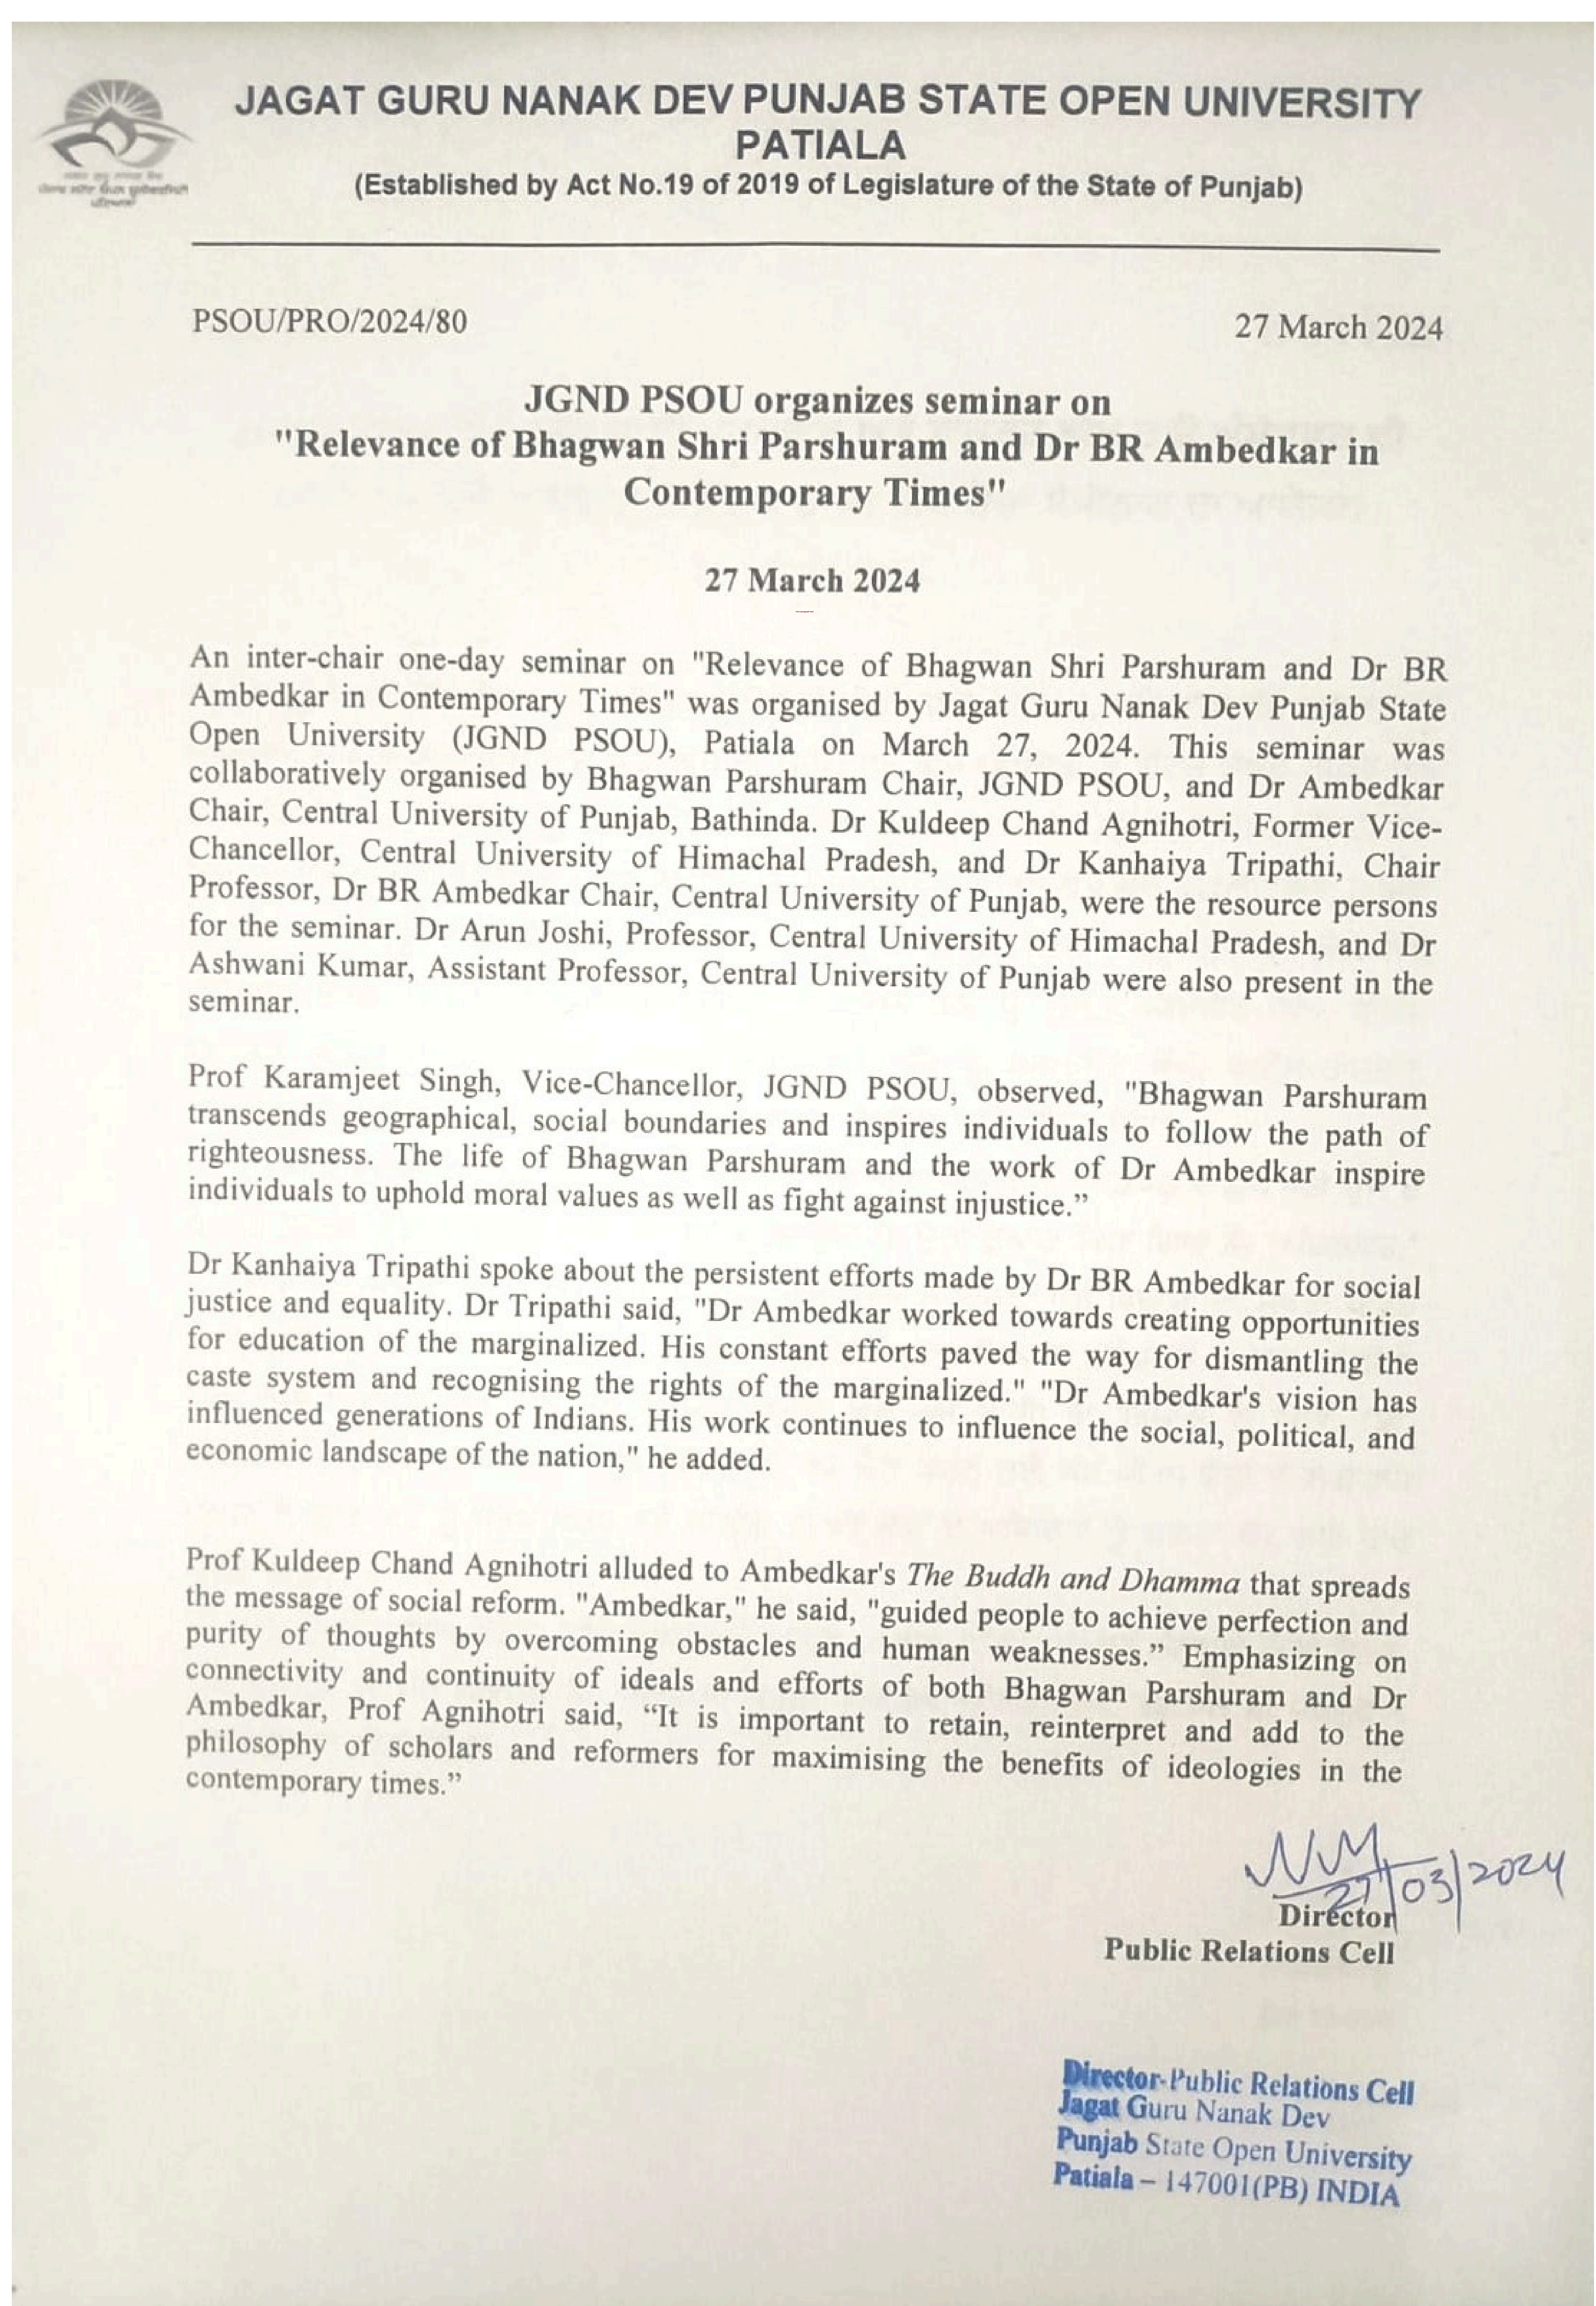 JAGAT GURU NANAK DEV PUNJAB STATE OPEN UNIVERSITY
PATIALA
(Established by Act No.19 of 2019 of Legislature of the State of Punjab)
PSOU/PRO/2024/80
27 March 2024
JGND PSOU organizes seminar on
"Relevance of Bhagwan Shri Parshuram and Dr BR Ambedkar in
Contemporary Times"
27 March 2024
An inter-chair one-day seminar on "Relevance of Bhagwan Shri Parshuram and Dr BR
Ambedkar in Contemporary Times" was organised by Jagat Guru Nanak Dev Punjab State
Open University (JGND PSOU), Patiala on March 27, 2024. This seminar was
collaboratively organised by Bhagwan Parshuram Chair, JGND PSOU, and Dr Ambedkar
Chair, Central University of Punjab, Bathinda. Dr Kuldeep Chand Agnihotri, Former Vice-
Chancellor, Central University of Himachal Pradesh, and Dr Kanhaiya Tripathi, Chair
Professor, Dr BR Ambedkar Chair, Central University of Punjab, were the resource persons
for the seminar. Dr Arun Joshi, Professor, Central University of Himachal Pradesh, and Dr
Ashwani Kumar, Assistant Professor, Central University of Punjab were also present in the
seminar.
Prof Karamjeet Singh, Vice-Chancellor, JGND PSOU, observed, "Bhagwan Parshuram
transcends geographical, social boundaries and inspires individuals to follow the path of
righteousness. The life of Bhagwan Parshuram and the work of Dr Ambedkar inspire
individuals to uphold moral values as well as fight against injustice.”
Dr Kanhaiya Tripathi spoke about the persistent efforts made by Dr BR Ambedkar for social
justice and equality. Dr Tripathi said, "Dr Ambedkar worked towards creating opportunities
for education of the marginalized. His constant efforts paved the way for dismantling the
caste system and recognising the rights of the marginalized." "Dr Ambedkar's vision has
influenced generations of Indians. His work continues to influence the social, political, and
economic landscape of the nation," he added.
Prof Kuldeep Chand Agnihotri alluded to Ambedkar's The Buddh and Dhamma that spreads
the message of social reform. "Ambedkar," he said, "guided people to achieve perfection and
purity of thoughts by overcoming obstacles and human weaknesses.” Emphasizing on
connectivity and continuity of ideals and efforts of both Bhagwan Parshuram and Dr
Ambedkar, Prof Agnihotri said, “It is important to retain, reinterpret and add to the
philosophy of scholars and reformers for maximising the benefits of ideologies in the
contemporary times.”
27/03/2024
Director
Public Relations Cell
Director-Public Relations Cell
Jagat Guru Nanak Dev
Punjab State Open University
Patiala – 147001(PB) INDIA